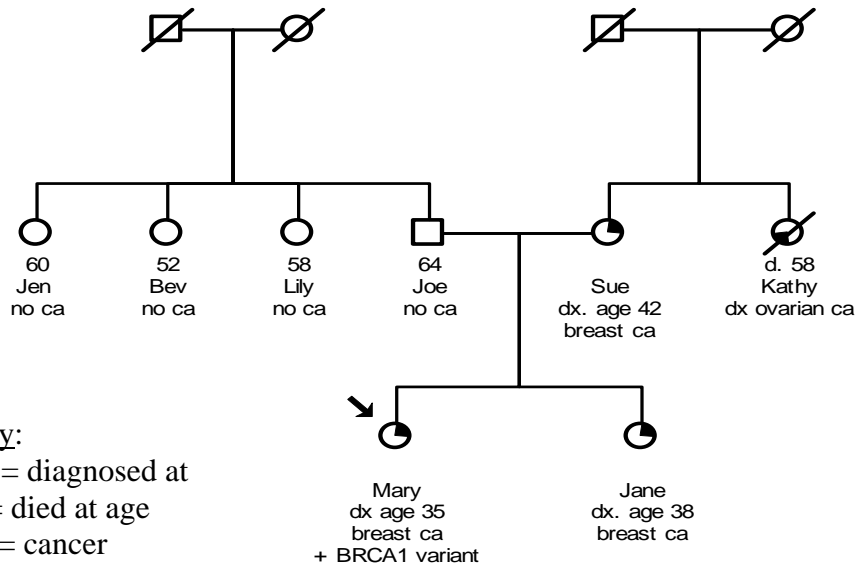 60
Jen
no ca
52
Bev
no ca
58
Lily
no ca
64
Joe
no ca
Sue
dx. age 42
breast ca
d. 58
Kathy
dx ovarian ca
Mary
dx age 35
breast ca
+ BRCA1 variant
Jane
dx. age 38
breast ca
y:
= diagnosed at
= died at age
= cancer